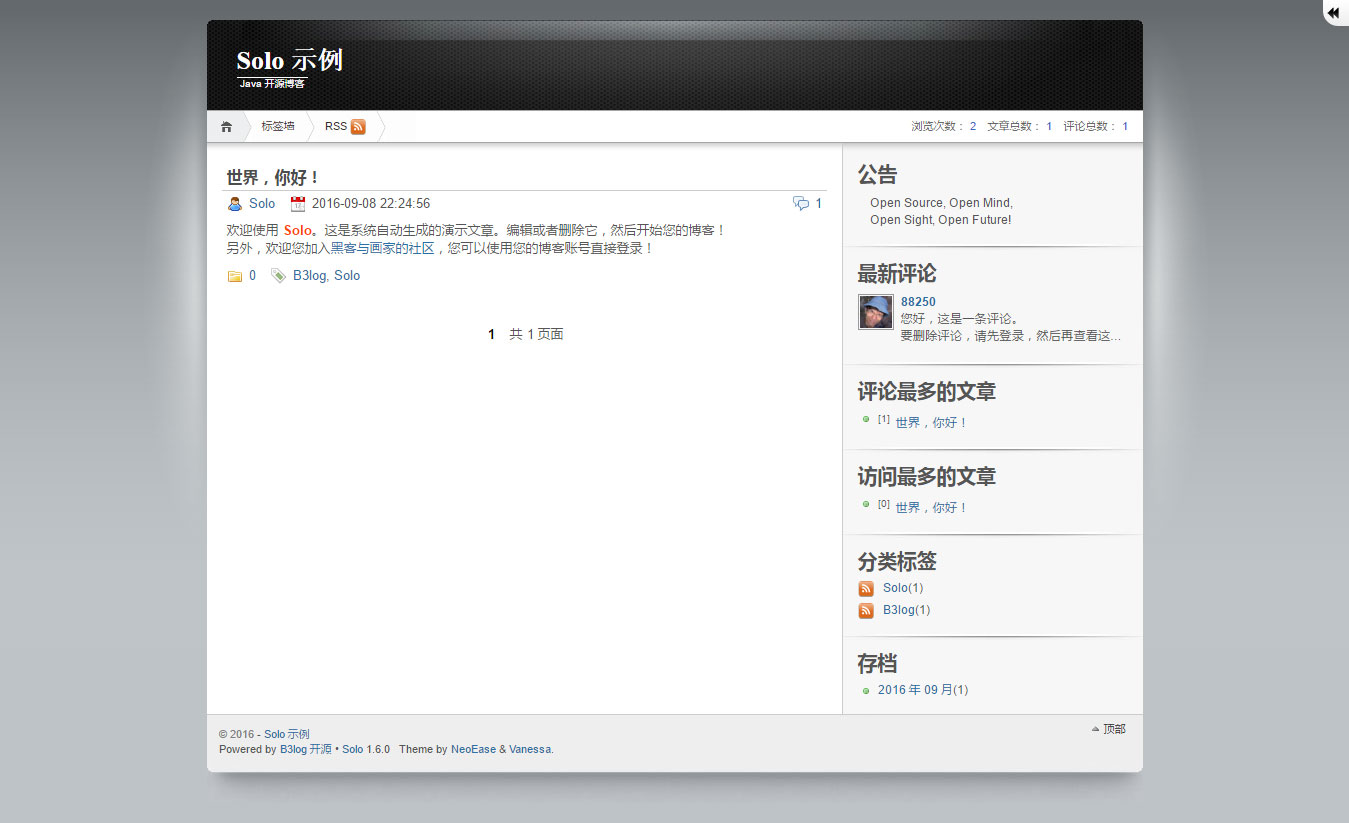 Solo 示例
Java 开源博客
标签墙 RSS 浏览次数： 2 文章总数： 1 评论总数： 1
世界，你好！
Solo 2016-09-08 22:24:56 1
欢迎使用 Solo。这是系统自动生成的演示文章。编辑或者删除它，然后开始您的博客！
另外，欢迎您加入黑客与画家的社区，您可以使用您的博客账号直接登录！
0 B3log, Solo
1 共 1 页面
公告
Open Source, Open Mind,
Open Sight, Open Future!
最新评论
88250
您好，这是一条评论。
要删除评论，请先登录，然后再查看这...
评论最多的文章
[1] 世界，你好！
访问最多的文章
[0] 世界，你好！
分类标签
Solo(1)
B3log(1)
存档
2016 年 09 月(1)
© 2016 - Solo 示例
Powered by B3log 开源 • Solo 1.6.0 Theme by NeoEase & Vanessa.
顶部